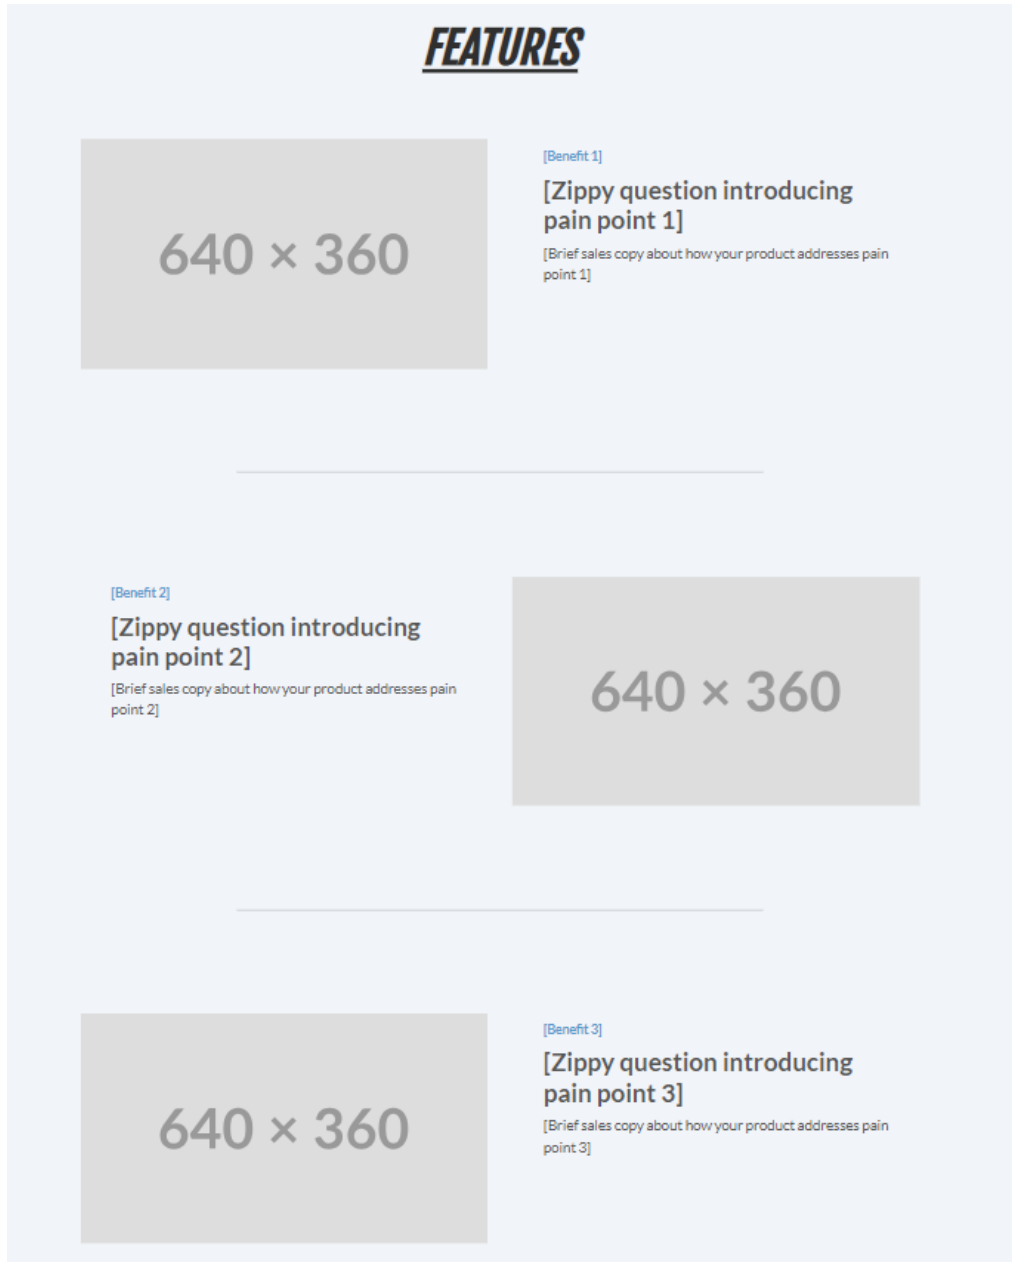 FEATURES
640 × 360
[Benefit 1]
[Zippy question introducing
pain point 1]
[Brief sales copy about how your product addresses pain
point 1]
[Benefit 2]
[Zippy question introducing
pain point 2]
[Brief sales copy about how your product addresses pain
point 2]
640 × 360
640 × 360
[Benefit 3]
[Zippy question introducing
pain point 3]
[Brief sales copy about how your product addresses pain
point 3]